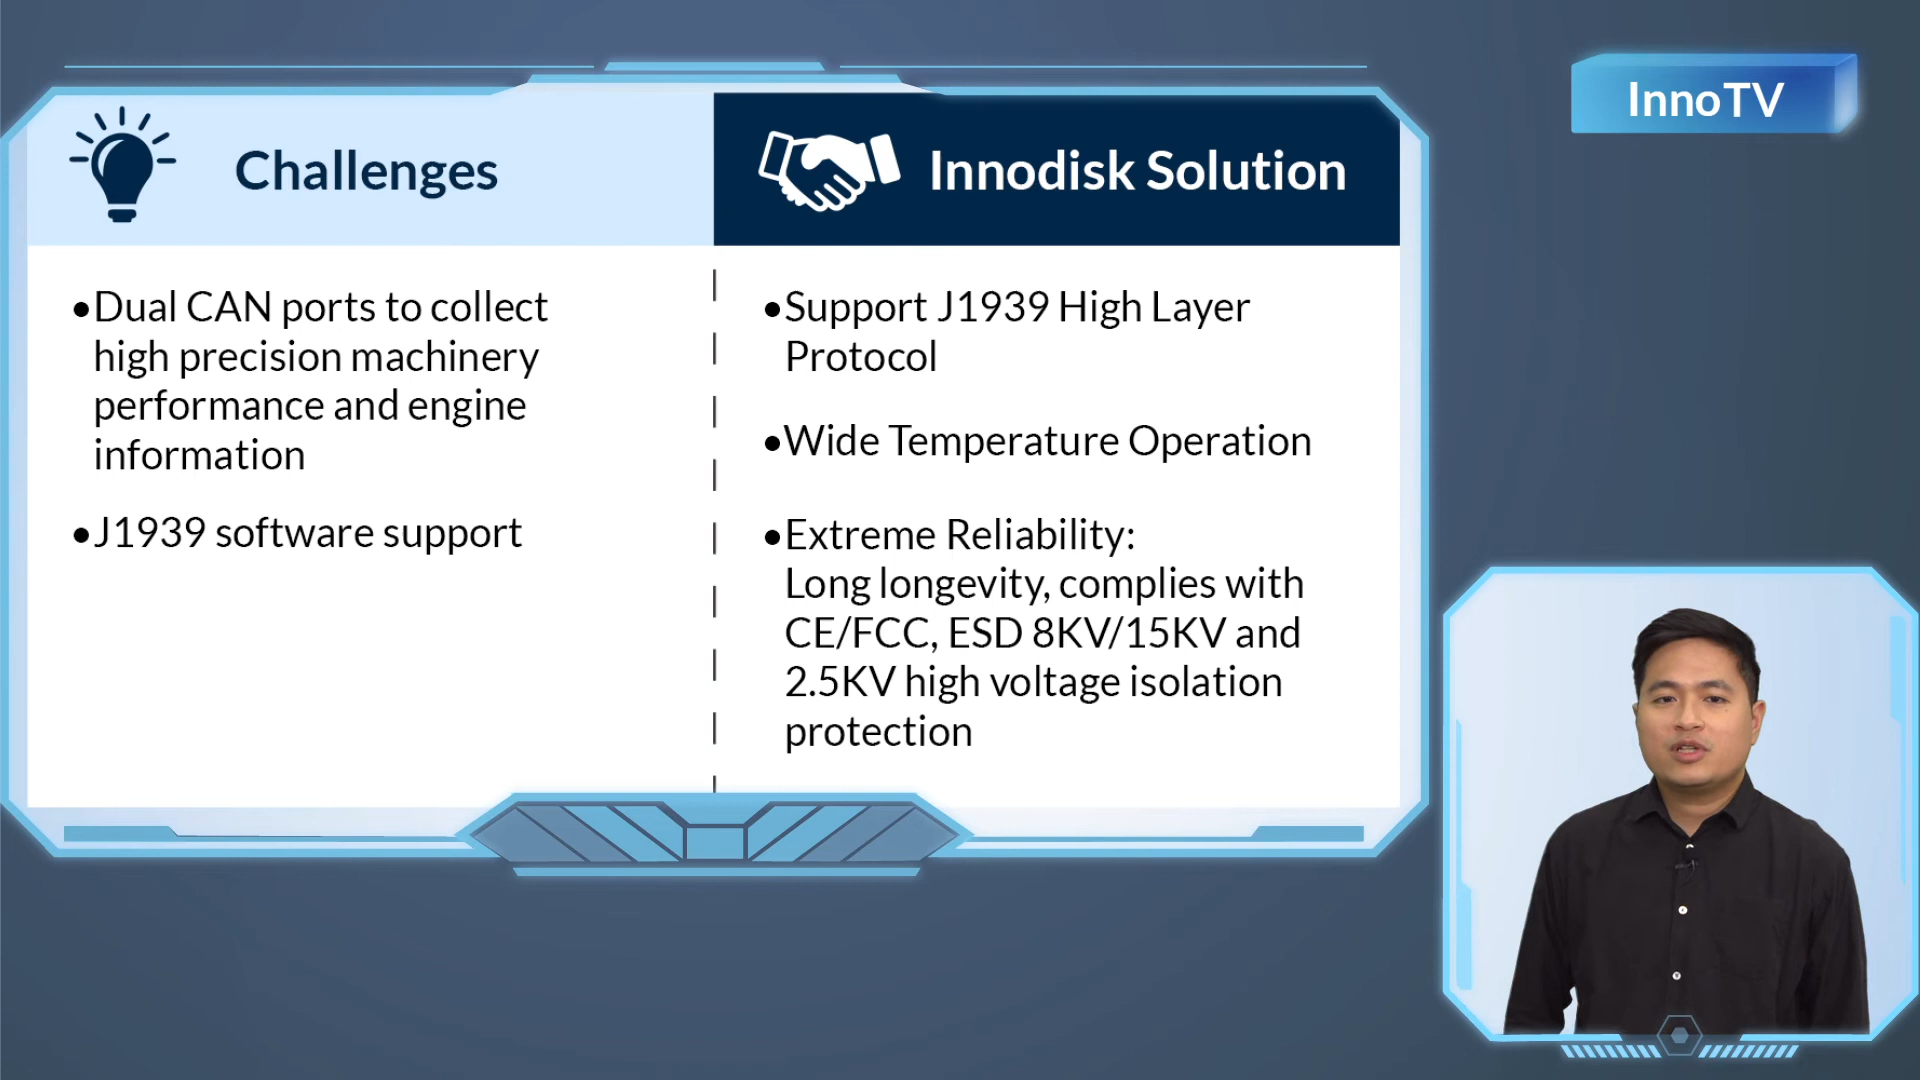 InnoTV
Challenges
•Dual CAN ports to collect
high precision machinery
performance and engine
information
•J1939 software support
Innodisk Solution
•Support J1939 High Layer
Protocol
•Wide Temperature Operation
•Extreme Reliability:
Long longevity, complies with
CE/FCC, ESD 8KV/15KV and
2.5KV high voltage isolation
protection